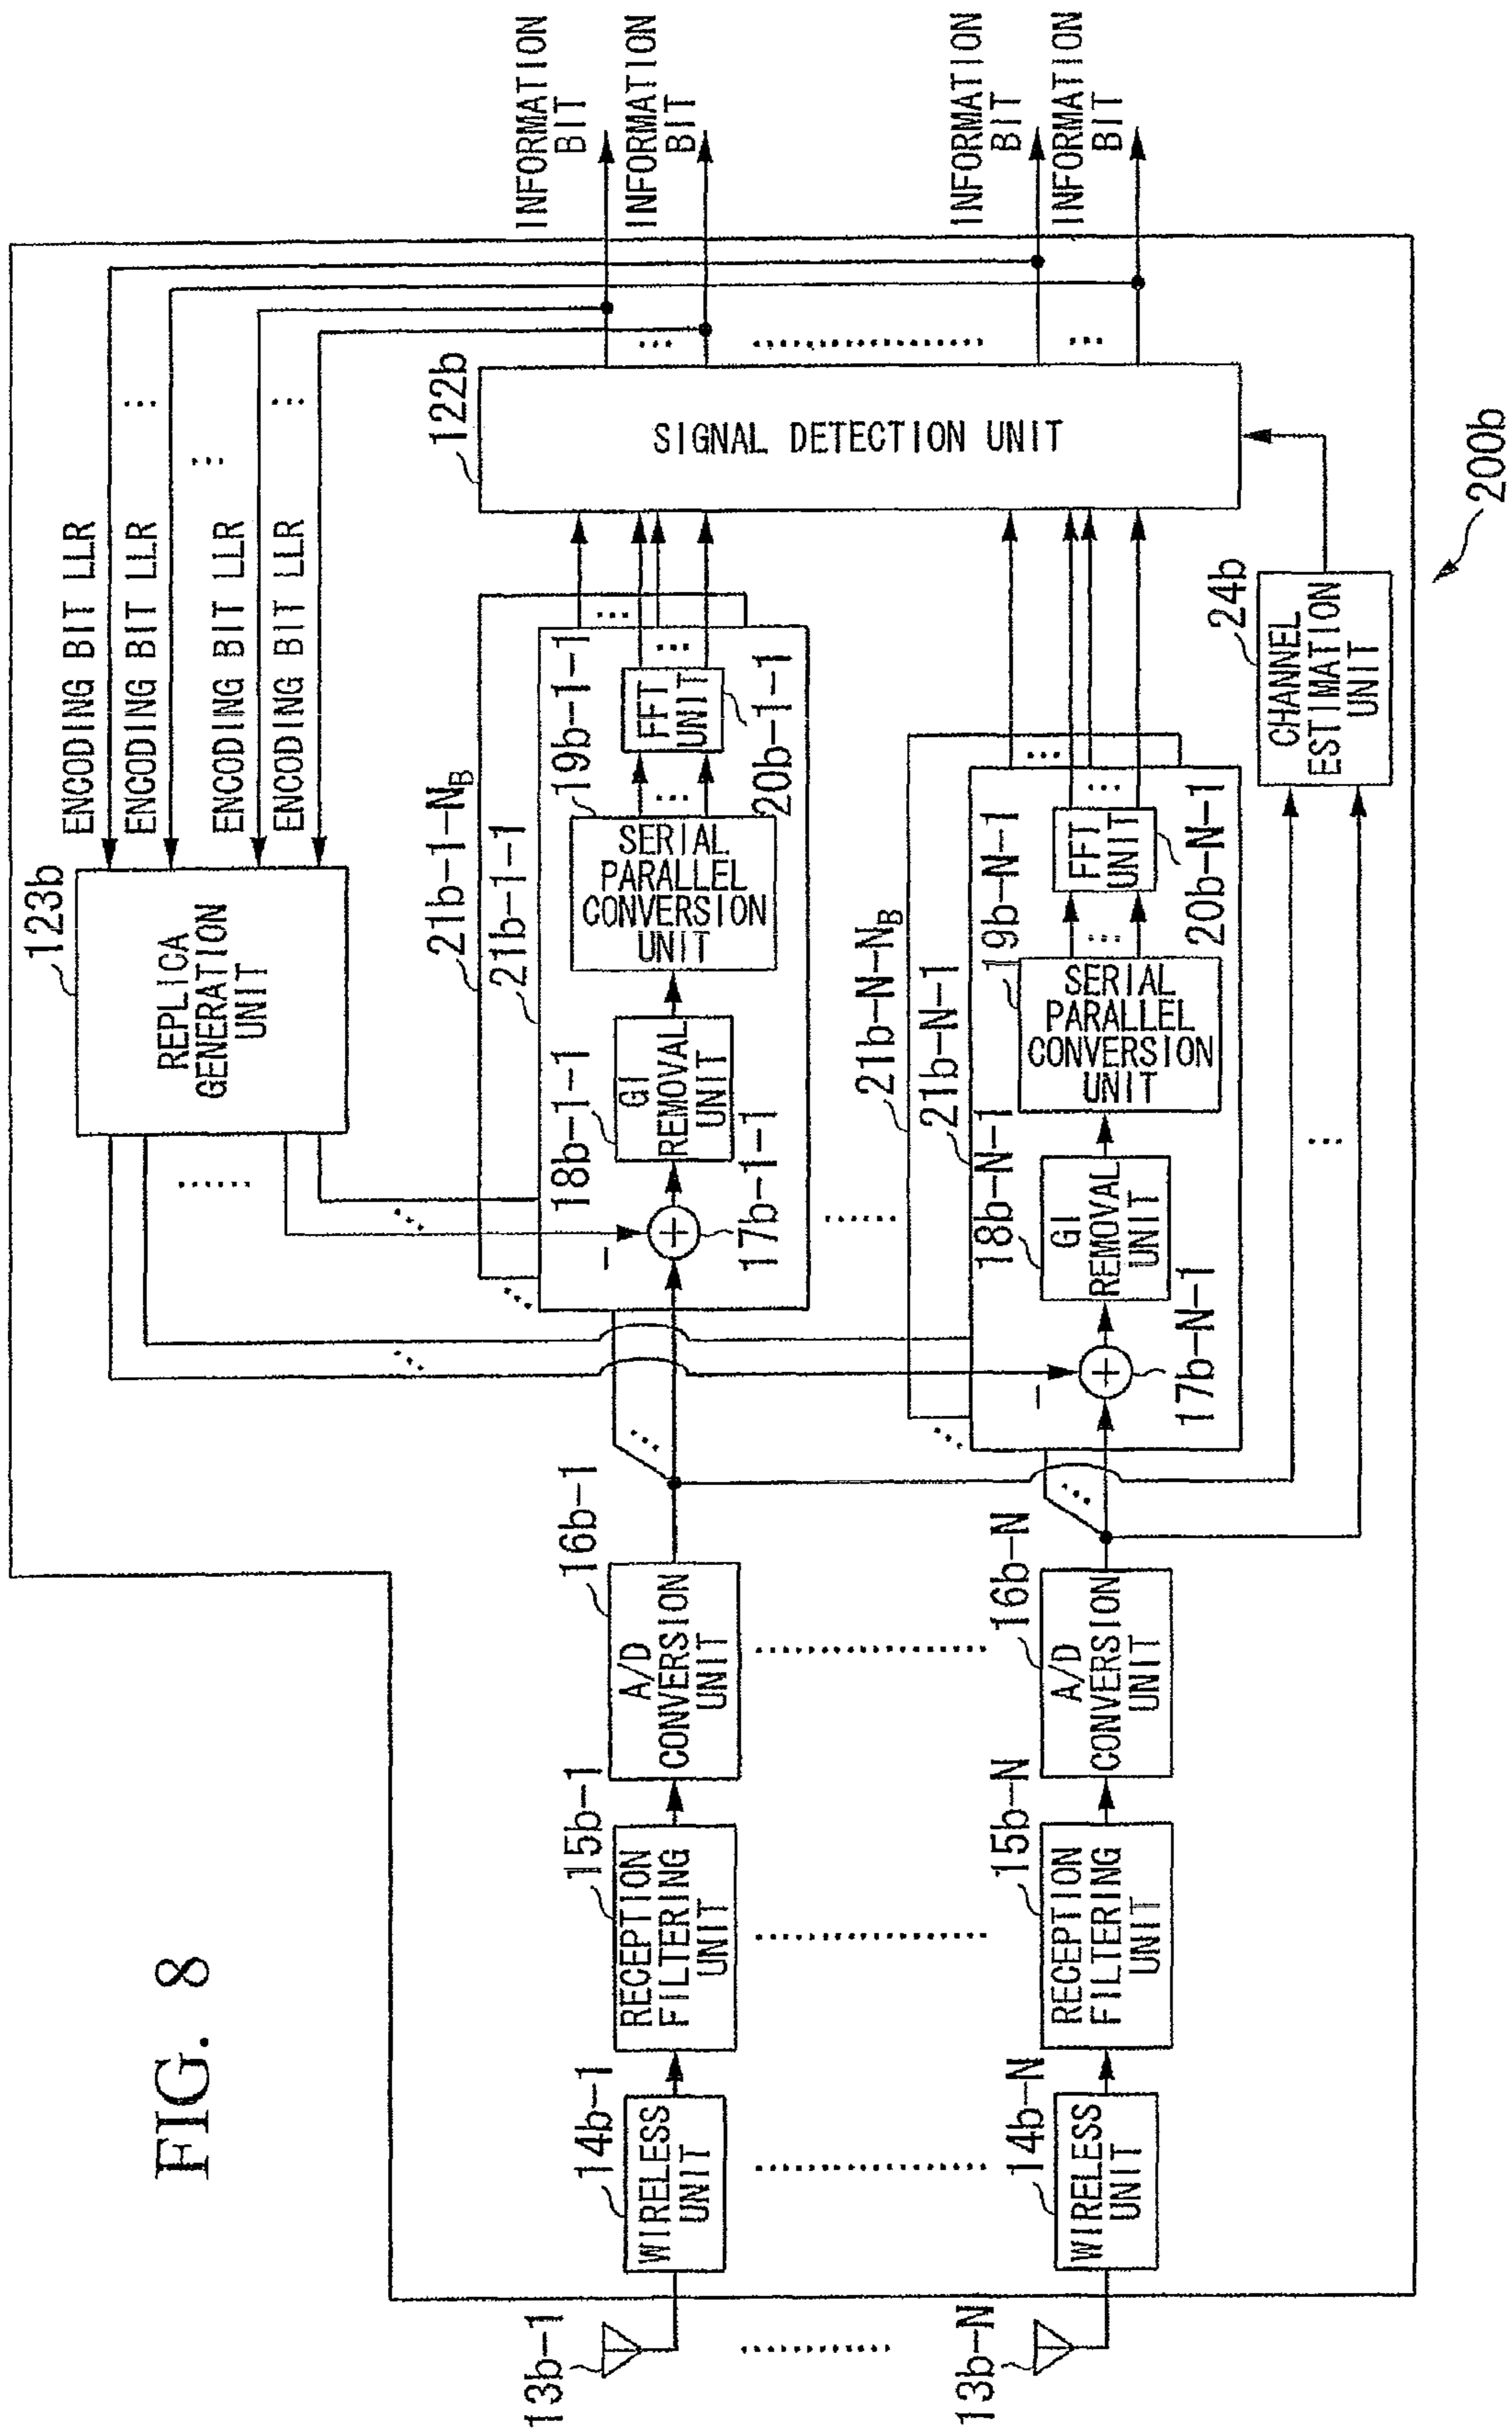 FIG. 8
ENCODING BIT LLR
ENCODING BIT LLR
ENCODING BIT LLR
ENCODING BIT LLR
123b
REPLICA
GENERATION
UNIT
INFORMATION
BIT
INFORMATION
BIT
INFORMATION
BIT
INFORMATION
BIT
122b
SIGNAL DETECTION UNIT
21b-1-NB
21b-1-1
19b-1-1
SERIAL
PARALLEL
CONVERSION
UNIT
FFT
UNIT
20b-1-1
18b-1-1
GI
REMOVAL
UNIT
−
+
17b-1-1
13b-1
14b-1
WIRELESS
UNIT
15b-1
RECEPTION
FILTERING
UNIT
16b-1
A/D
CONVERSION
UNIT
21b-N-NB
21b-N-1
19b-N-1
SERIAL
PARALLEL
CONVERSION
UNIT
FFT
UNIT
20b-N-1
18b-N-1
GI
REMOVAL
UNIT
−
+
17b-N-1
13b-N
14b-N
WIRELESS
UNIT
15b-N
RECEPTION
FILTERING
UNIT
16b-N
A/D
CONVERSION
UNIT
24b
CHANNEL
ESTIMATION
UNIT
200b